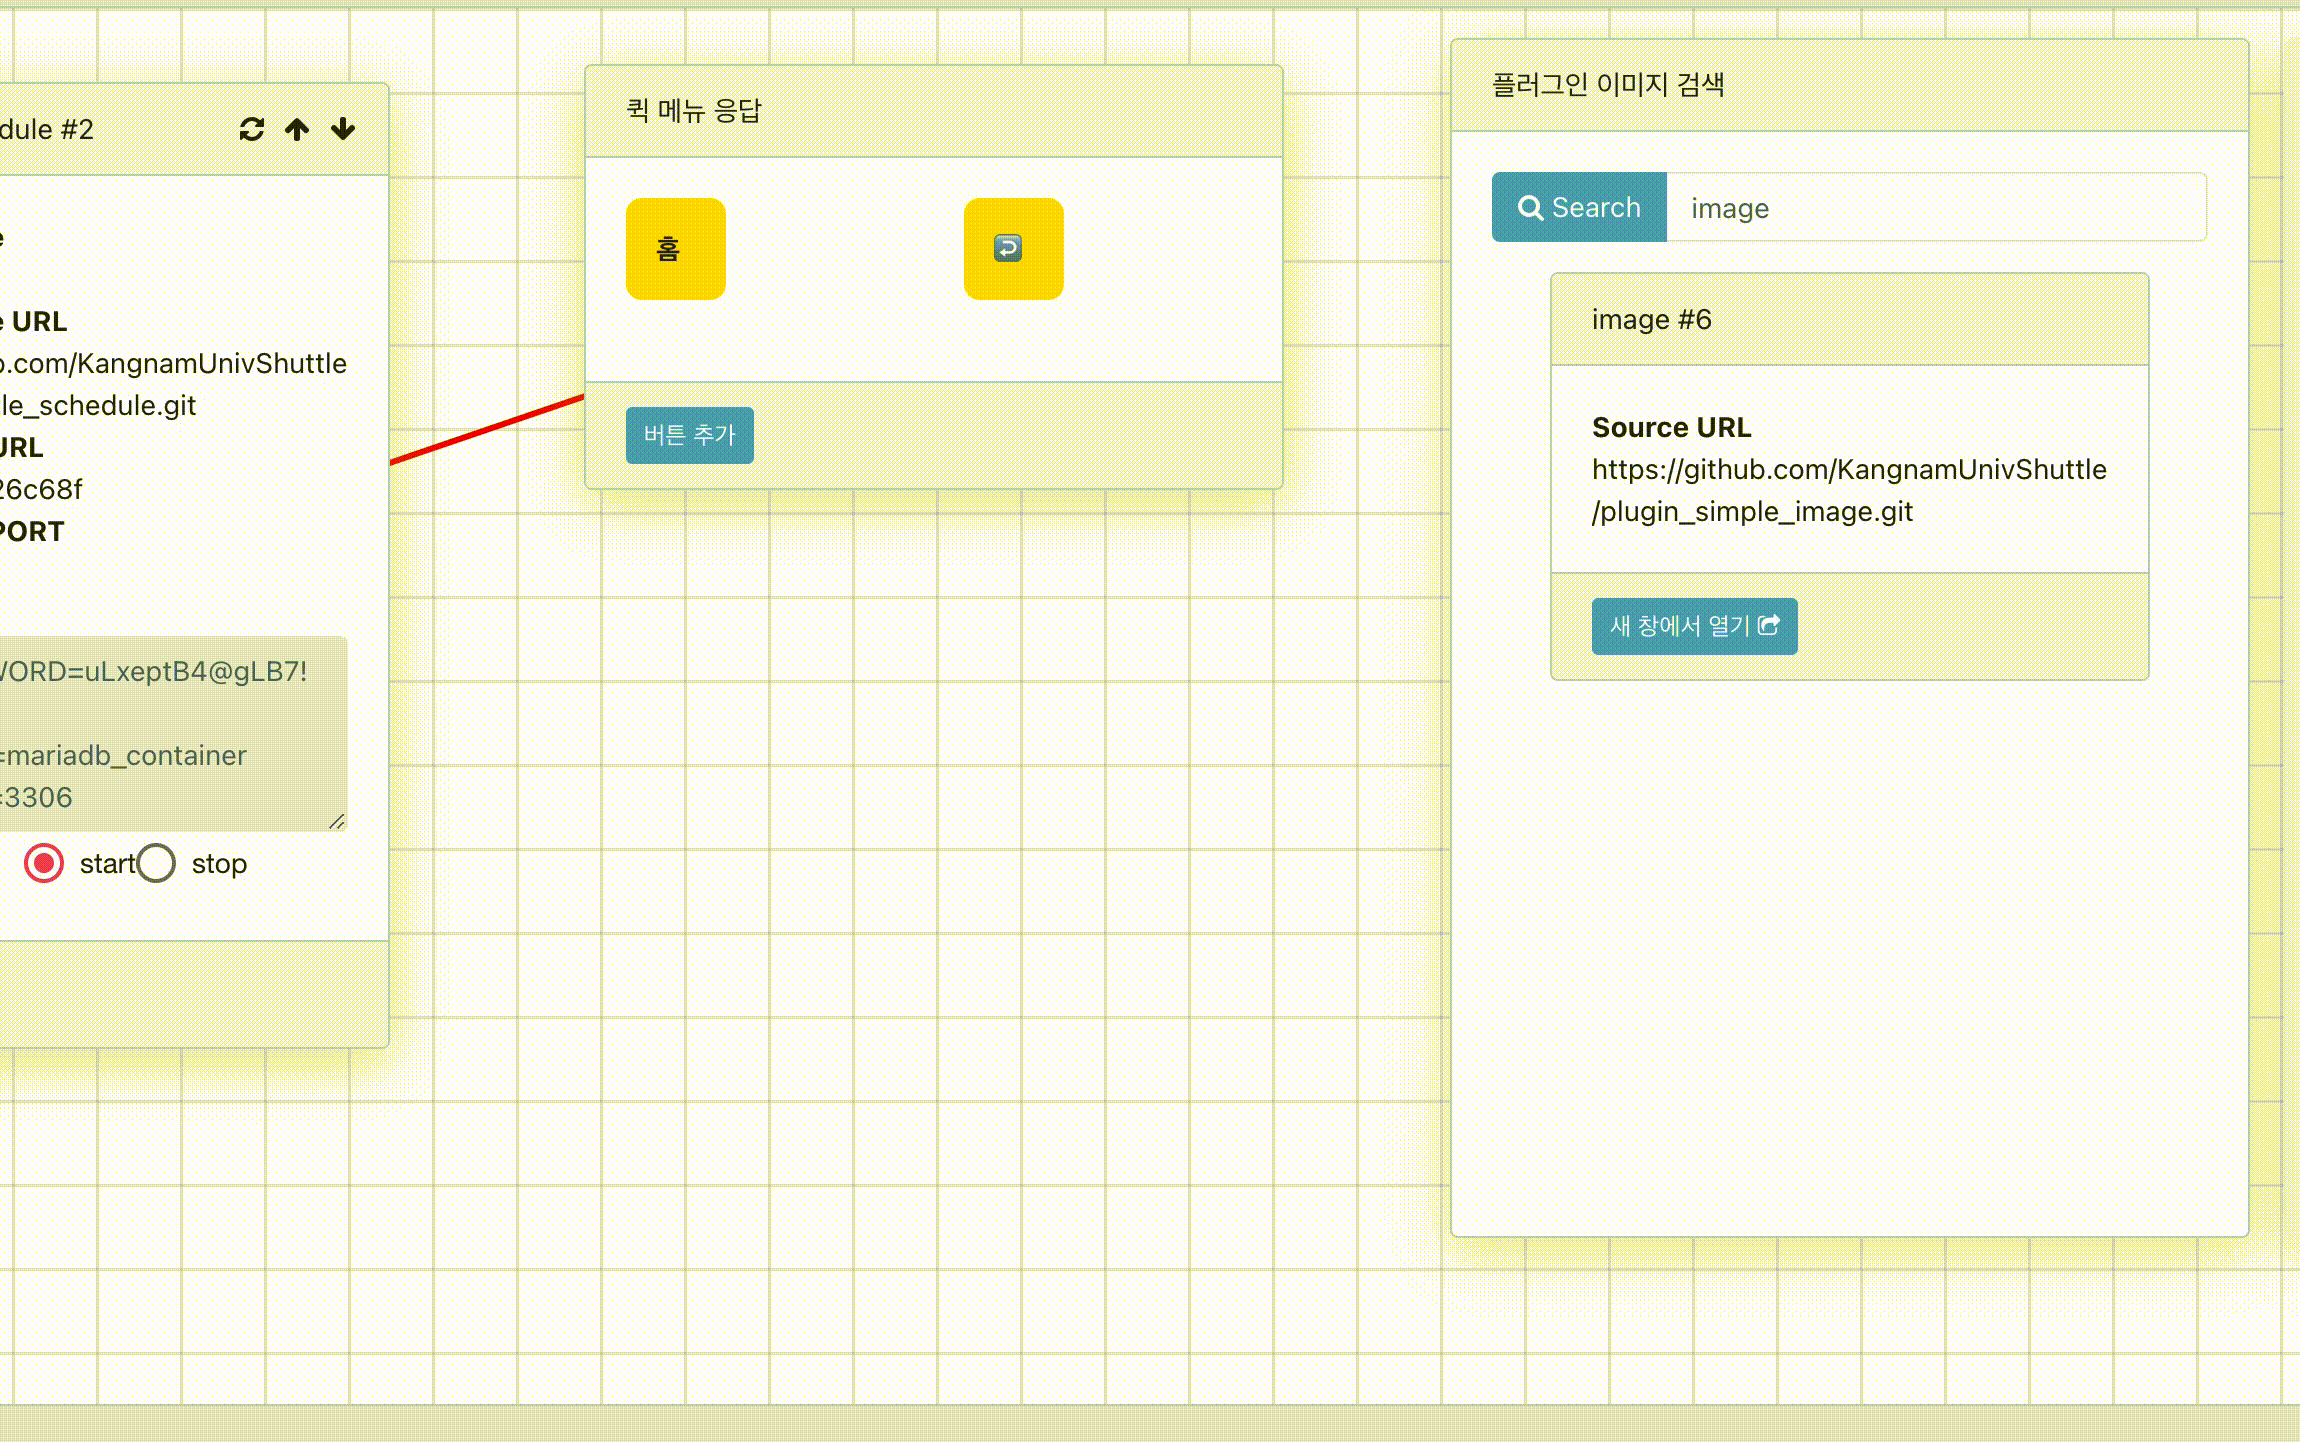 dule #2
e
e URL
b.com/KangnamUnivShuttle
le_schedule.git
URL
26c68f
PORT
WORD=uLxeptB4@gLB7!
=mariadb_container
=3306
start
stop
퀵 메뉴 응답
홈
버튼 추가
플러그인 이미지 검색
Search
image
image #6
Source URL
https://github.com/KangnamUnivShuttle
/plugin_simple_image.git
새 창에서 열기